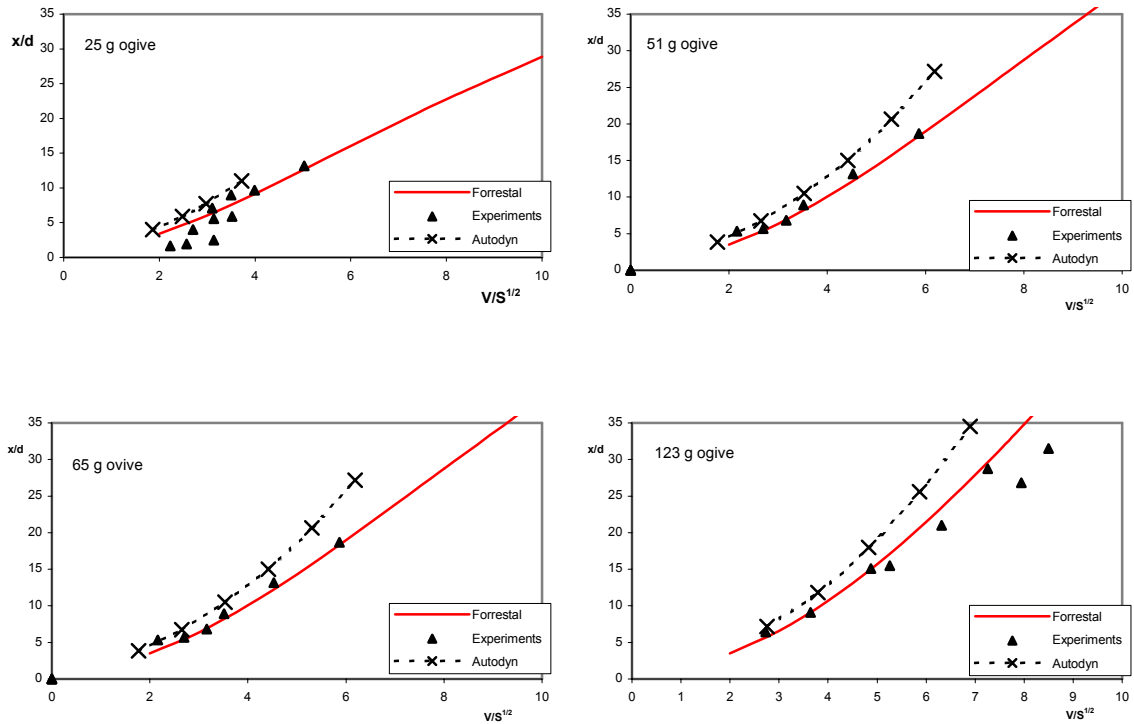 x/d
35
30
25
20
15
10
5
0
25 g ogive
Forrestal
Experiments
Autodyn
0 2 4 6 8 10
V/S1/2
x/d
35
30
25
20
15
10
5
0
51 g ogive
Forrestal
Experiments
Autodyn
0 2 4 6 8 10
V/S1/2
x/d
35
30
25
20
15
10
5
0
65 g ovive
Forrestal
Experiments
Autodyn
0 2 4 6 8 10
V/S1/2
x/d
35
30
25
20
15
10
5
0
123 g ogive
Forrestal
Experiments
Autodyn
0 1 2 3 4 5 6 7 8 9 10
V/S1/2